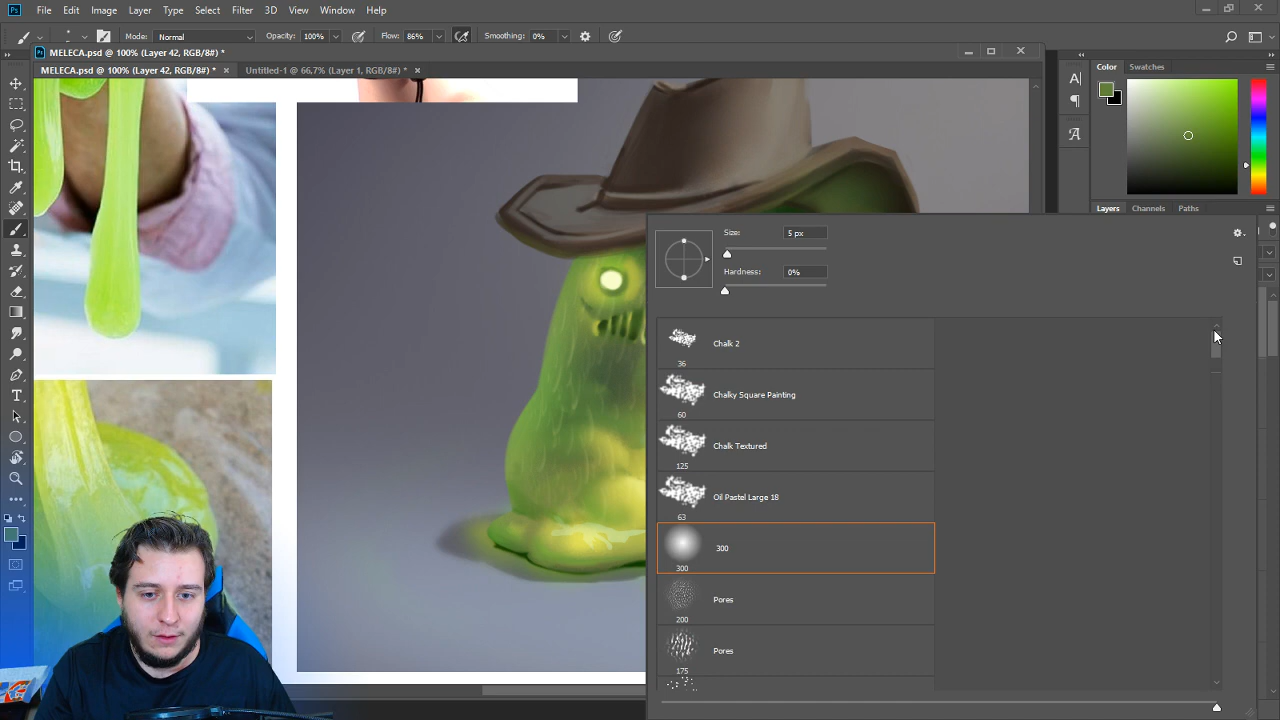 Ps File Edit Image Layer Type Select Filter 3D View Window Help
Mode: Normal Opacity: 100% Flow: 86% Smoothing: 0%
Ps MELECA.psd @ 100% (Layer 42, RGB/8#) *
MELECA.psd @ 100% (Layer 42, RGB/8#) * × Untitled-1 @ 66,7% (Layer 1, RGB/8#) * ×
Color Swatches
Layers Channels Paths
Size: 5 px
Hardness: 0%
Chalk 2
36
Chalky Square Painting
60
Chalk Textured
125
Oil Pastel Large 18
63
300
300
Pores
200
Pores
175